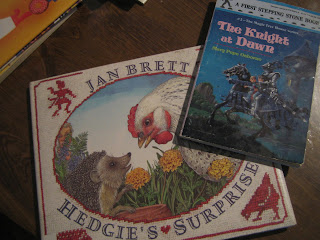 A FIRST STEPPING STONE BOOK
The Knight
at Dawn
Mary Pope Osborne
JAN BRETT
HEDGIE'S SURPRISE